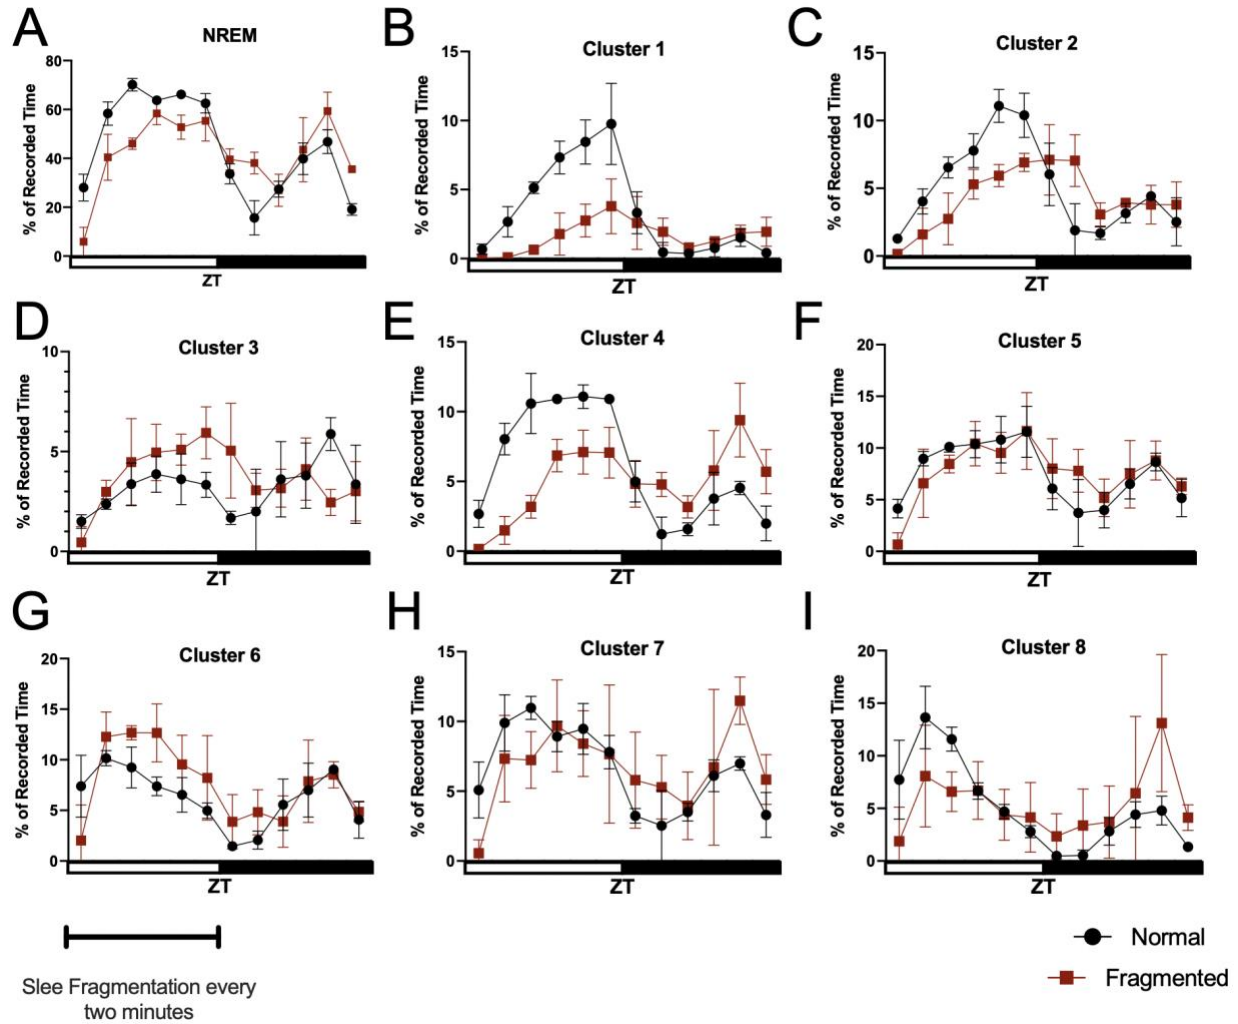 A
NREM
% of Recorded Time
80
60
40
20
0
ZT
B
Cluster 1
% of Recorded Time
15
10
5
0
ZT
C
Cluster 2
% of Recorded Time
15
10
5
0
ZT
D
Cluster 3
% of Recorded Time
10
5
0
ZT
E
Cluster 4
% of Recorded Time
15
10
5
0
ZT
F
Cluster 5
% of Recorded Time
20
15
10
5
0
ZT
G
Cluster 6
% of Recorded Time
20
15
10
5
0
ZT
H
Cluster 7
% of Recorded Time
15
10
5
0
ZT
I
Cluster 8
% of Recorded Time
20
15
10
5
0
ZT
Slee Fragmentation every
two minutes
Normal
Fragmented